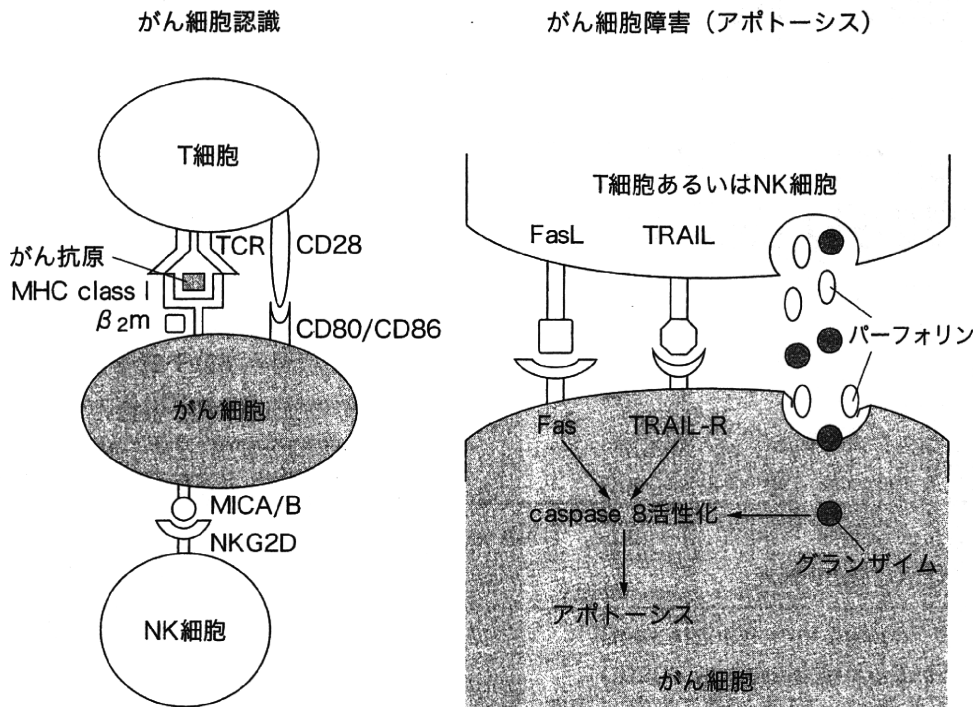 がん細胞認識
T細胞
TCR
CD28
がん抗原
MHC class I
β₂m
CD80/CD86
がん細胞
MICA/B
NKG2D
NK細胞
がん細胞障害（アポトーシス）
T細胞あるいはNK細胞
FasL
TRAIL
パーフォリン
Fas
TRAIL-R
caspase 8活性化
グランザイム
アポトーシス
がん細胞